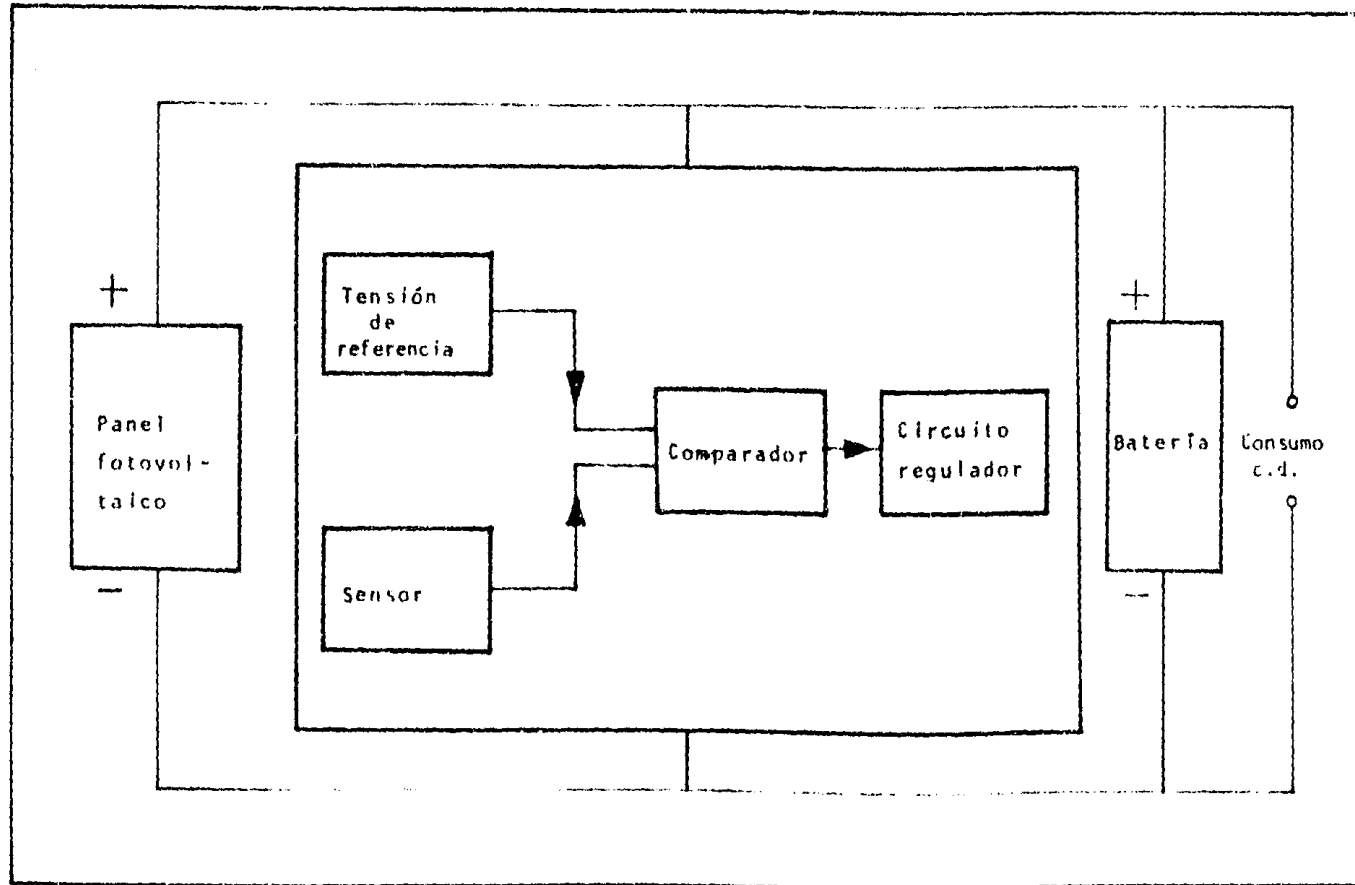 +
Panel
fotovol-
taico
-
Tensión
de
referencia
Sensor
Comparador
Circuito
regulador
+
Batería
-
Consumo
c.d.